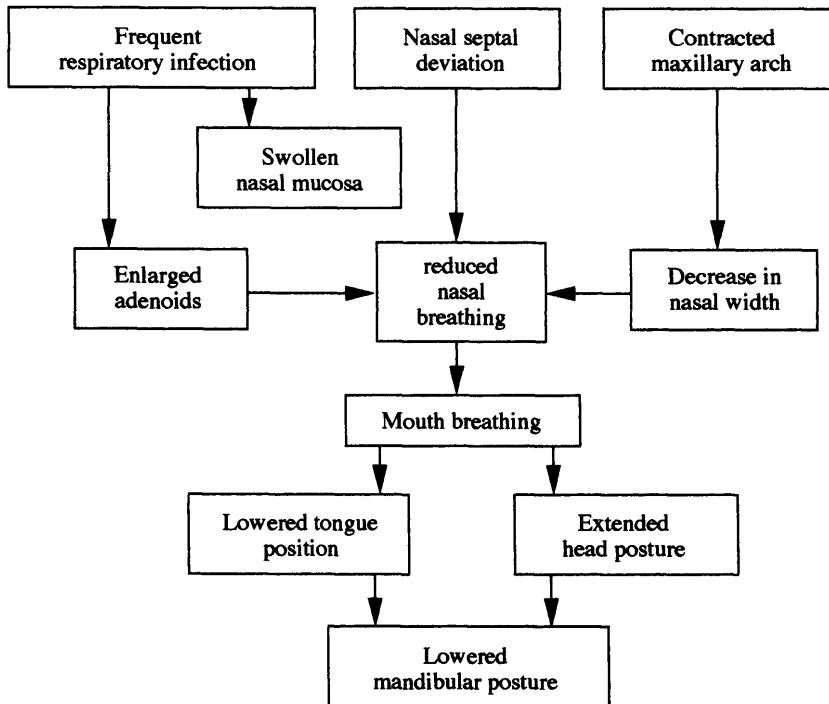 Frequent
respiratory infection
Nasal septal
deviation
Contracted
maxillary arch
Swollen
nasal mucosa
Enlarged
adenoids
reduced
nasal
breathing
Decrease in
nasal width
Mouth breathing
Lowered tongue
position
Extended
head posture
Lowered
mandibular posture